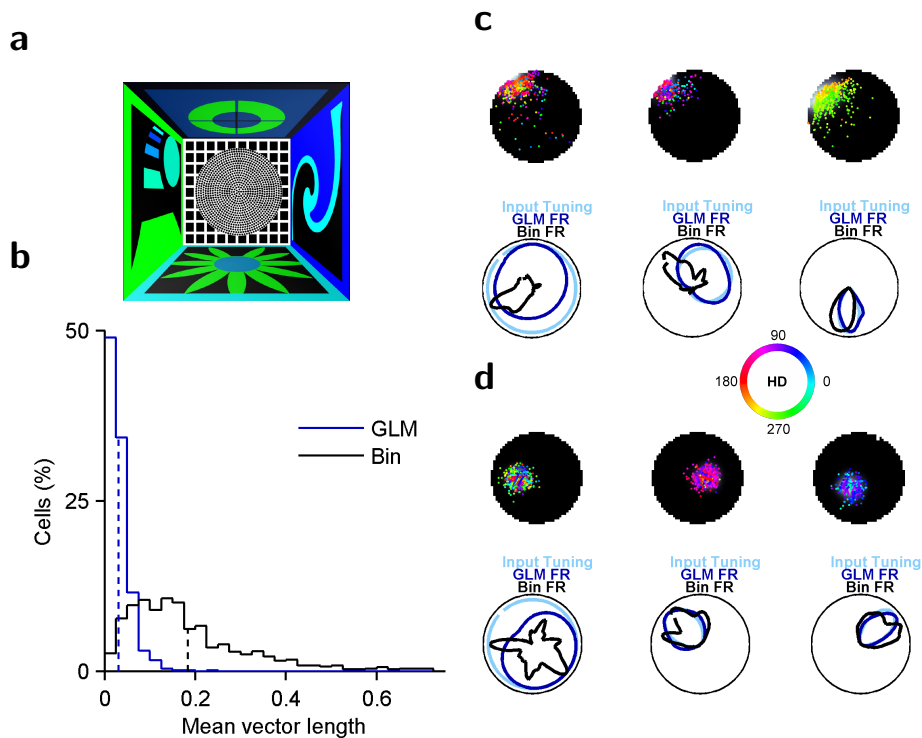 a
b
50
25
0
Cells (%)
GLM
Bin
0
0.2
0.4
0.6
Mean vector length
c
Input Tuning
GLM FR
Bin FR
Input Tuning
GLM FR
Bin FR
Input Tuning
GLM FR
Bin FR
90
180
HD
0
270
d
Input Tuning
GLM FR
Bin FR
Input Tuning
GLM FR
Bin FR
Input Tuning
GLM FR
Bin FR